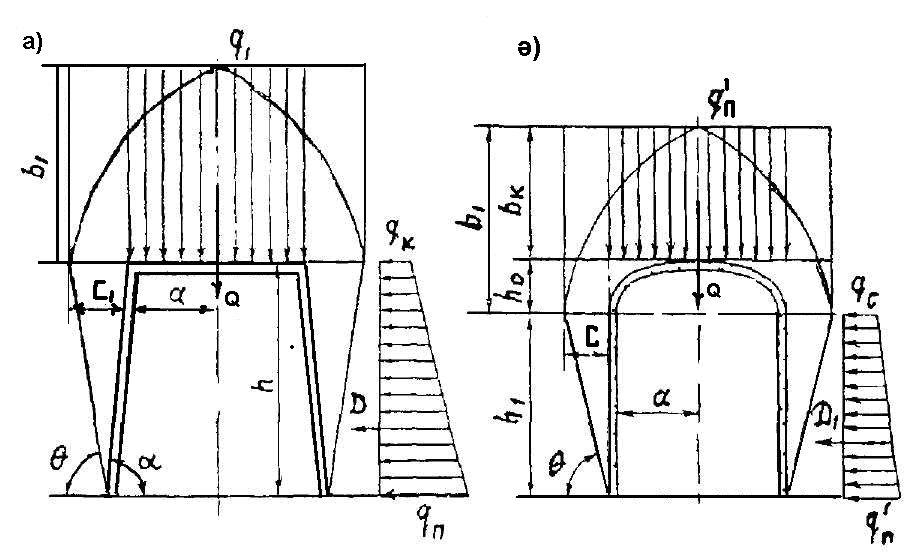 а)
q₁
b₁
C₁
a
Q
h
D
θ
α
qк
qп
ә)
q'п
b₁
bк
h₀
Q
C
a
h₁
θ
D₁
qс
q'п